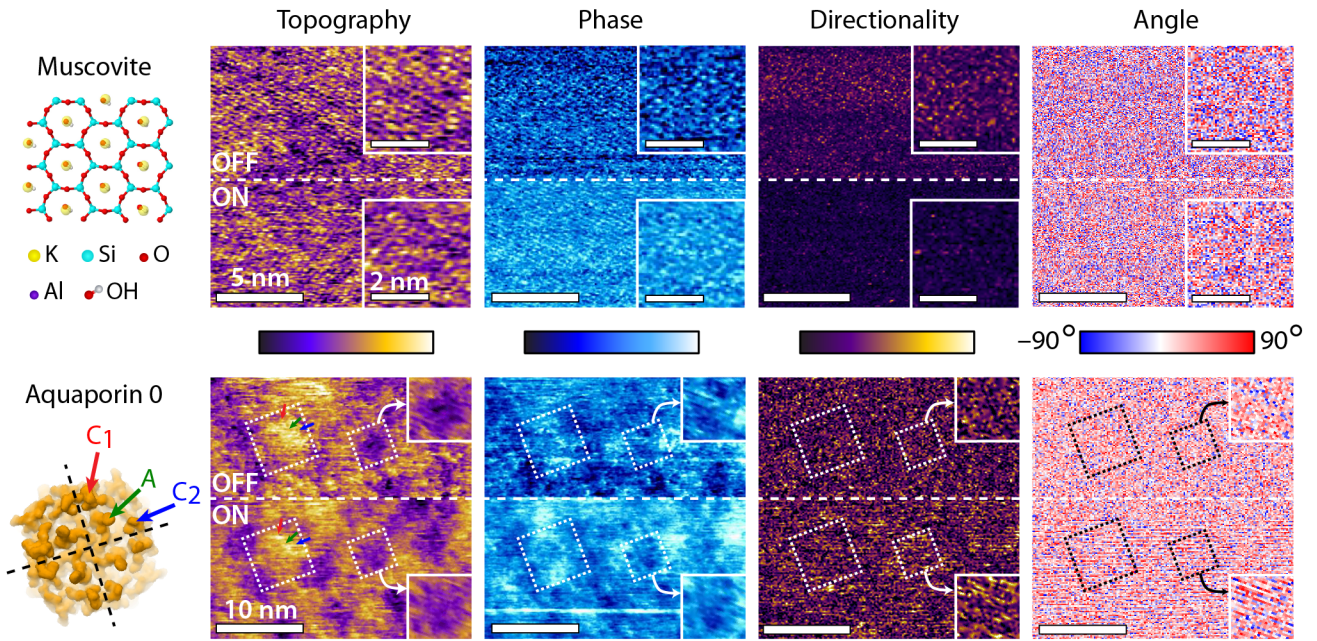 Topography Phase Directionality Angle
Muscovite
OFF
ON
K Si O
Al OH
5 nm 2 nm
−90° 90°
Aquaporin 0
C1
A
C2
OFF
ON
10 nm